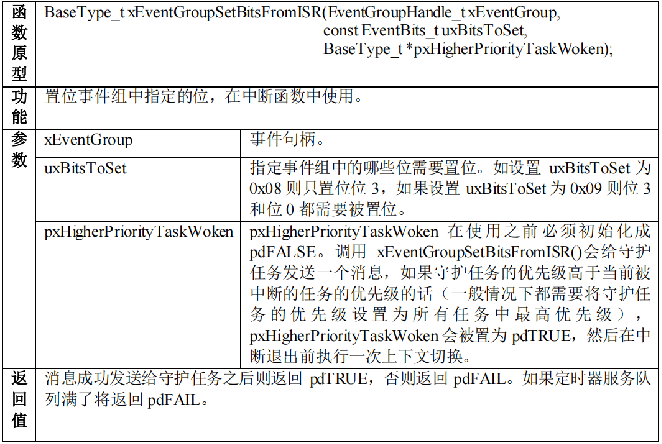 函数原型
BaseType_t xEventGroupSetBitsFromISR(EventGroupHandle_t xEventGroup,
const EventBits_t uxBitsToSet,
BaseType_t *pxHigherPriorityTaskWoken);
功能
置位事件组中指定的位，在中断函数中使用。
参数
xEventGroup
事件句柄。
uxBitsToSet
指定事件组中的哪些位需要置位。如设置 uxBitsToSet 为
0x08 则只置位位 3，如果设置 uxBitsToSet 为 0x09 则位 3
和位 0 都需要被置位。
pxHigherPriorityTaskWoken
pxHigherPriorityTaskWoken 在使用之前必须初始化成
pdFALSE。调用 xEventGroupSetBitsFromISR()会给守护
任务发送一个消息，如果守护任务的优先级高于当前被
中断的任务的优先级的话（一般情况下都需要将守护任
务的优先级设置为所有任务中最高优先级），
pxHigherPriorityTaskWoken 会被置为 pdTRUE，然后在中
断退出前执行一次上下文切换。
返回值
消息成功发送给守护任务之后则返回 pdTRUE，否则返回 pdFAIL。如果定时器服务队
列满了将返回 pdFAIL。